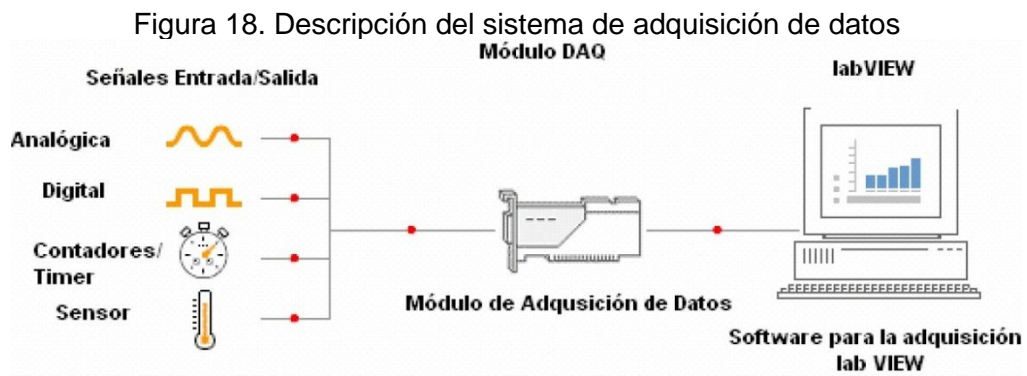 Figura 18. Descripción del sistema de adquisición de datos
Módulo DAQ
labVIEW
Señales Entrada/Salida
Analógica
Digital
Contadores/
Timer
Sensor
Módulo de Adqusición de Datos
Software para la adquisición
lab VIEW